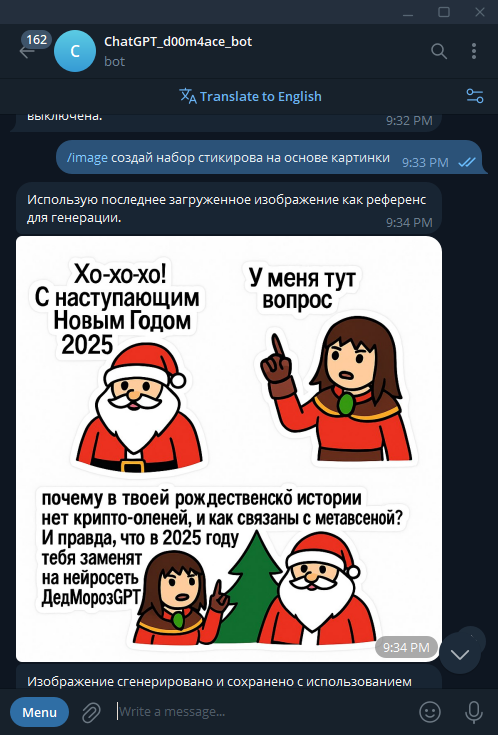 162
C
ChatGPT_d00m4ace_bot
bot
Translate to English
выключена.
9:32 PM
/image создай набор стикирова на основе картинки
9:33 PM
Использую последнее загруженное изображение как референс
для генерации.
9:34 PM
Хо-хо-хо!
С наступающим
Новым Годом
2025
У меня тут
вопрос
почему в твоей рождественскŏ истории
нет крипто-оленей, и как связаны с метавсеной?
И правда, что в 2025 году
тебя заменят
на нейросеть
ДедМорозGPT
9:34 PM
Изображение сгенерировано и сохранено с использованием
Menu
Write a message...